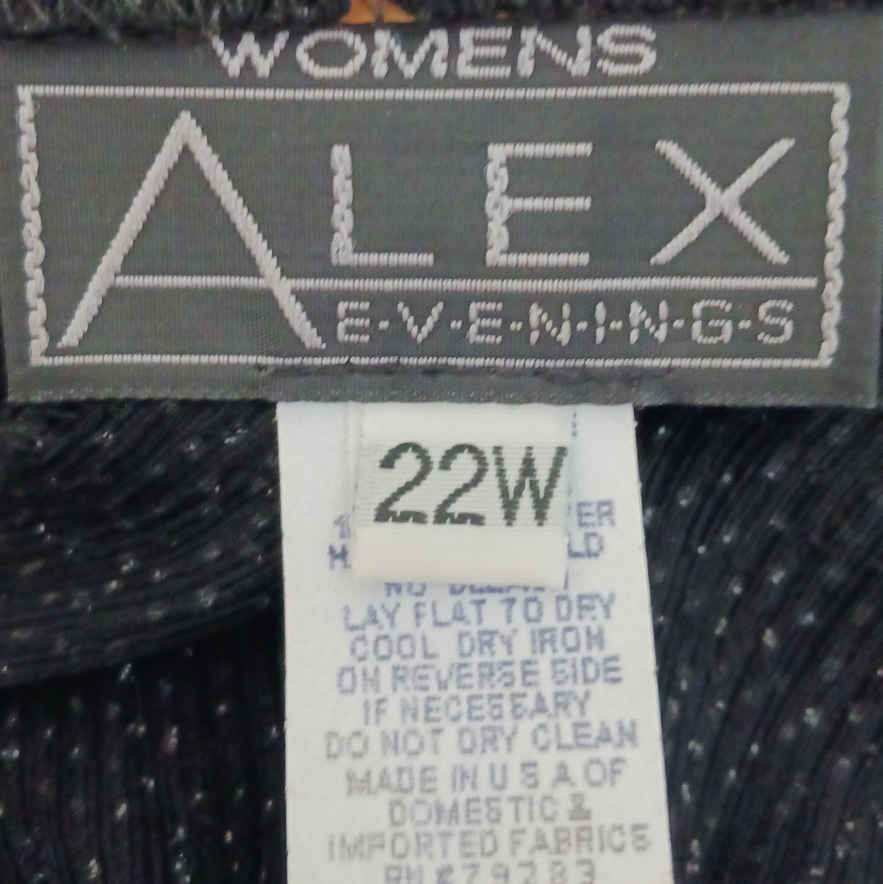 WOMENS
ALEX
E·V·E·N·I·N·G·S
22W
LAY FLAT TO DRY
COOL DRY IRON
ON REVERSE SIDE
IF NECESSARY
DO NOT DRY CLEAN
MADE IN U S A OF
DOMESTIC &
IMPORTED FABRICS